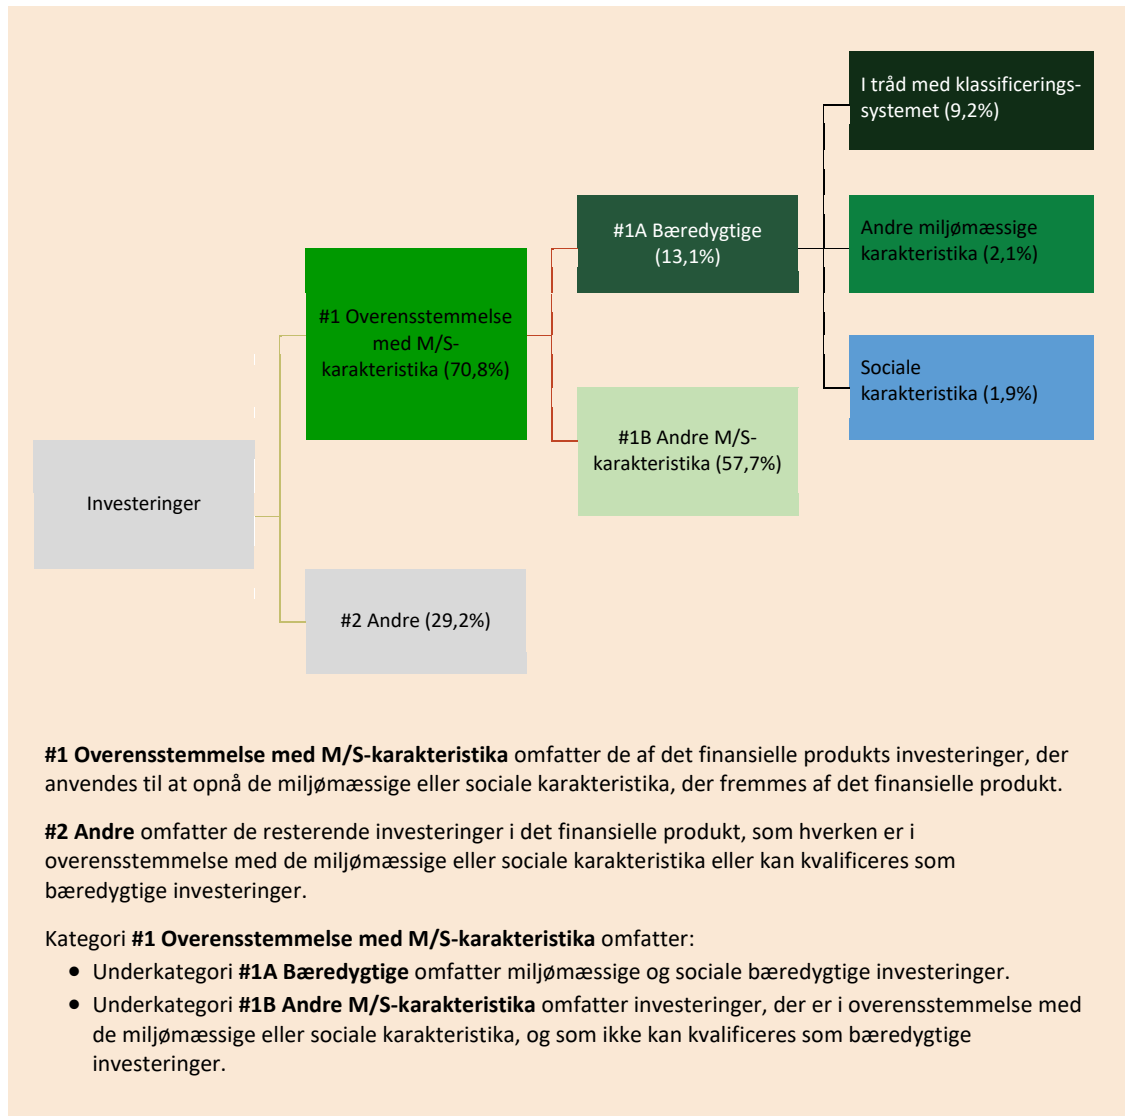 I tråd med klassificerings-
systemet (9,2%)
#1A Bæredygtige
(13,1%)
Andre miljømæssige
karakteristika (2,1%)
#1 Overensstemmelse
med M/S-
karakteristika (70,8%)
Sociale
karakteristika (1,9%)
#1B Andre M/S-
karakteristika (57,7%)
Investeringer
#2 Andre (29,2%)
#1 Overensstemmelse med M/S-karakteristika omfatter de af det finansielle produkts investeringer, der
anvendes til at opnå de miljømæssige eller sociale karakteristika, der fremmes af det finansielle produkt.
#2 Andre omfatter de resterende investeringer i det finansielle produkt, som hverken er i
overensstemmelse med de miljømæssige eller sociale karakteristika eller kan kvalificeres som
bæredygtige investeringer.
Kategori #1 Overensstemmelse med M/S-karakteristika omfatter:
• Underkategori #1A Bæredygtige omfatter miljømæssige og sociale bæredygtige investeringer.
• Underkategori #1B Andre M/S-karakteristika omfatter investeringer, der er i overensstemmelse med
de miljømæssige eller sociale karakteristika, og som ikke kan kvalificeres som bæredygtige
investeringer.